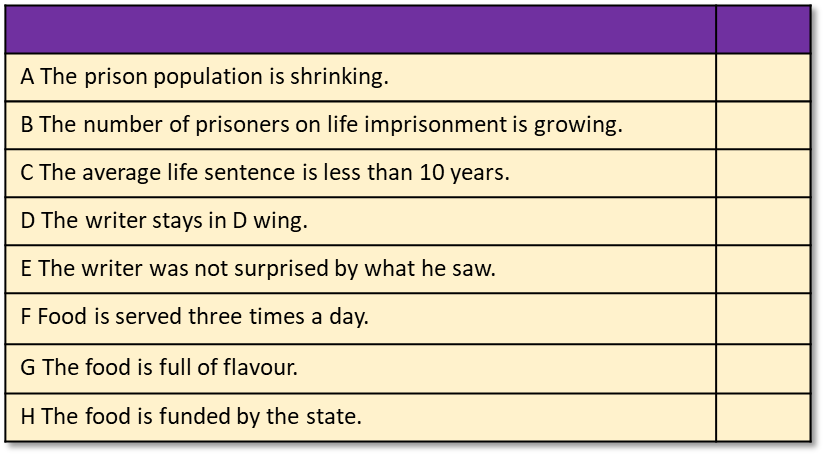 A The prison population is shrinking.
B The number of prisoners on life imprisonment is growing.
C The average life sentence is less than 10 years.
D The writer stays in D wing.
E The writer was not surprised by what he saw.
F Food is served three times a day.
G The food is full of flavour.
H The food is funded by the state.